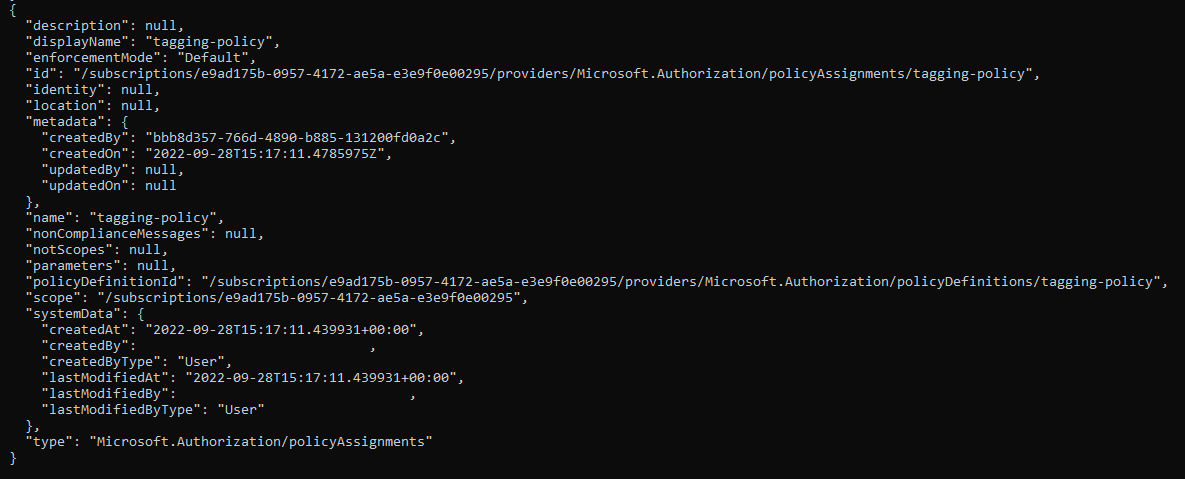 {
  "description": null,
  "displayName": "tagging-policy",
  "enforcementMode": "Default",
  "id": "/subscriptions/e9ad175b-0957-4172-ae5a-e3e9f0e00295/providers/Microsoft.Authorization/policyAssignments/tagging-policy",
  "identity": null,
  "location": null,
  "metadata": {
    "createdBy": "bbb8d357-766d-4890-b885-131200fd0a2c",
    "createdOn": "2022-09-28T15:17:11.4785975Z",
    "updatedBy": null,
    "updatedOn": null
  },
  "name": "tagging-policy",
  "nonComplianceMessages": null,
  "notScopes": null,
  "parameters": null,
  "policyDefinitionId": "/subscriptions/e9ad175b-0957-4172-ae5a-e3e9f0e00295/providers/Microsoft.Authorization/policyDefinitions/tagging-policy",
  "scope": "/subscriptions/e9ad175b-0957-4172-ae5a-e3e9f0e00295",
  "systemData": {
    "createdAt": "2022-09-28T15:17:11.439931+00:00",
    "createdBy":                             ,
    "createdByType": "User",
    "lastModifiedAt": "2022-09-28T15:17:11.439931+00:00",
    "lastModifiedBy":                             ,
    "lastModifiedByType": "User"
  },
  "type": "Microsoft.Authorization/policyAssignments"
}